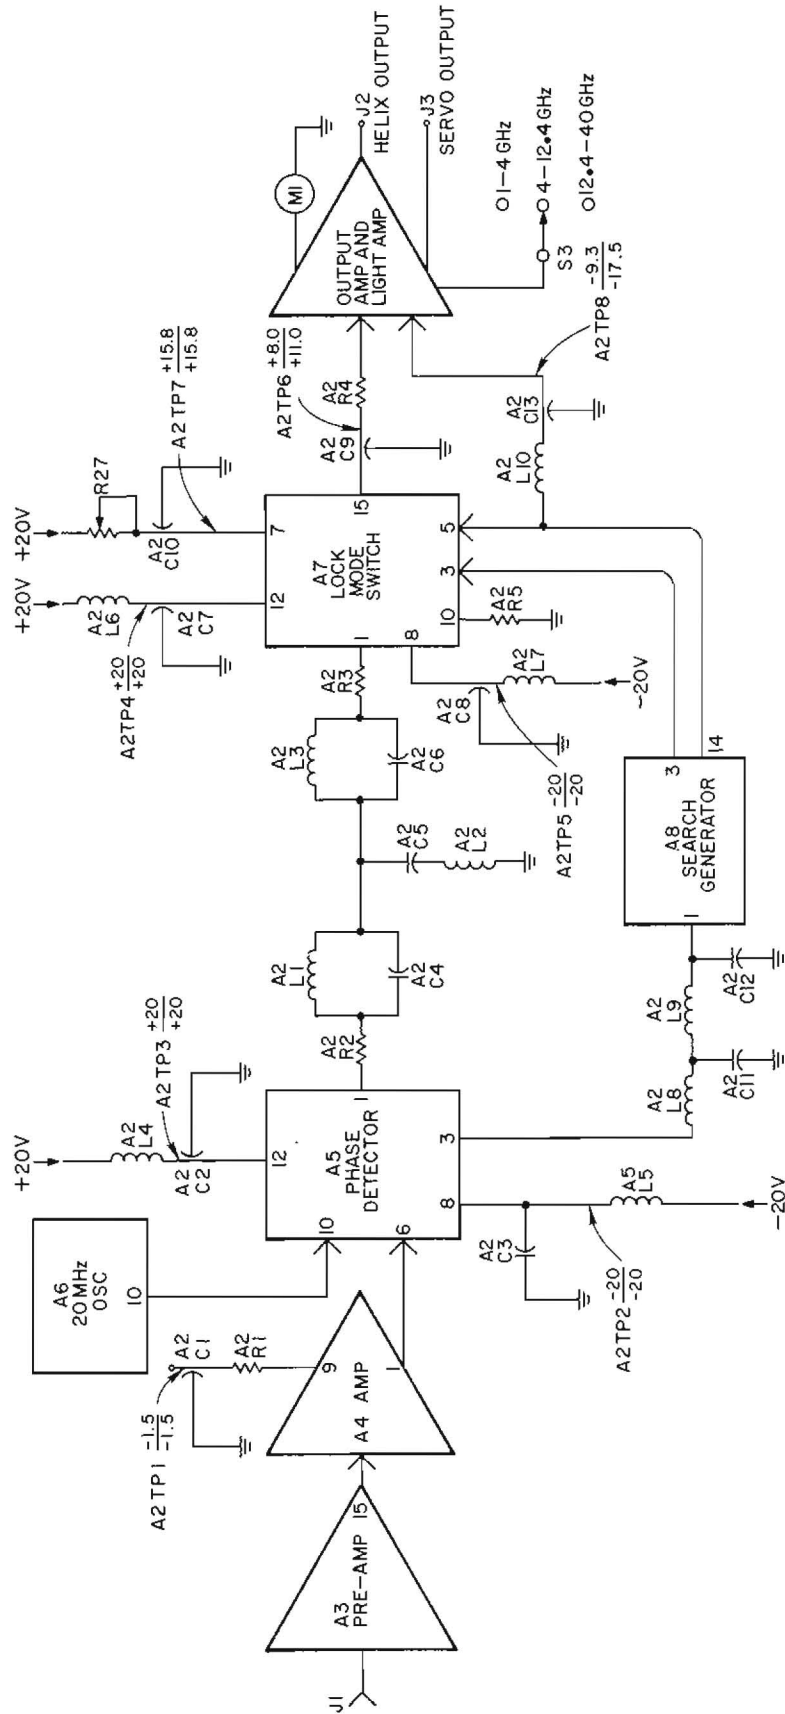 J1
A3
PRE-AMP
15
A4 AMP
9
1
A2TP1 -1.5
-1.5
A2
C1
A2
R1
A6
20MHz
OSC
10
+20V
A2
L4
A2TP3 +20
+20
A2
C2
12
10
6
8
3
1
A5
PHASE
DETECTOR
A2
C3
A2TP2 -20
-20
A5
L5
-20V
A2
R2
A2
L1
A2
C4
A2
C5
A2
L2
A2
L3
A2
C6
A2
R3
A2
L8
A2
C11
A2
L9
A2
C12
1
A8
SEARCH
GENERATOR
3
14
+20V
A2
L6
A2TP4 +20
+20
A2
C7
+20V
R27
A2
C10
A2TP7 +15.8
+15.8
12
7
1
8
10
3
5
15
A7
LOCK
MODE
SWITCH
A2
C8
A2TP5 -20
-20
A2
L7
-20V
A2
R5
A2
C9
A2TP6 +8.0
+11.0
A2
R4
A2
L10
A2
C13
A2TP8 -9.3
-17.5
OUTPUT
AMP AND
LIGHT AMP
M1
J2
HELIX OUTPUT
J3
SERVO OUTPUT
S3
1-4GHz
4-12.4GHz
12.4-40GHz